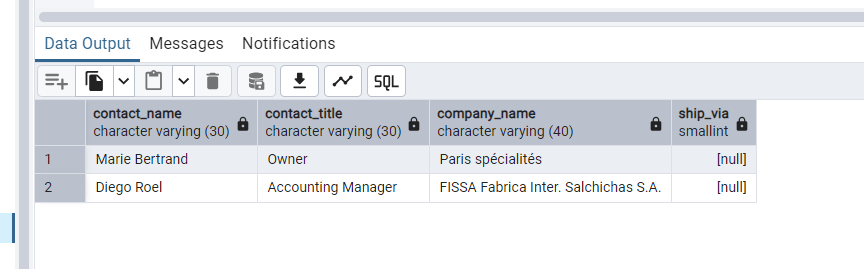 Data Output Messages Notifications
SQL
contact_name company_name contact_title ship_via
character varying (30) character varying (30) character varying (40) smallint
1 Marie Bertrand Owner Paris spécialités [null]
2 Diego Roel Accounting Manager FISSA Fabrica Inter. Salchichas S.A. [null]